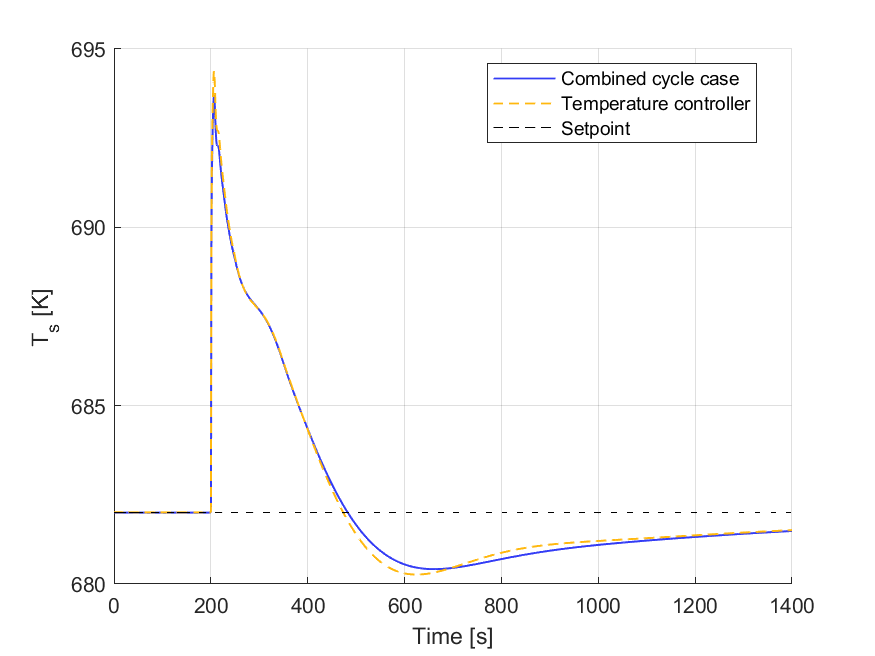 695
690
685
680
T_s [K]
0 200 400 600 800 1000 1200 1400
Time [s]
Combined cycle case
Temperature controller
Setpoint